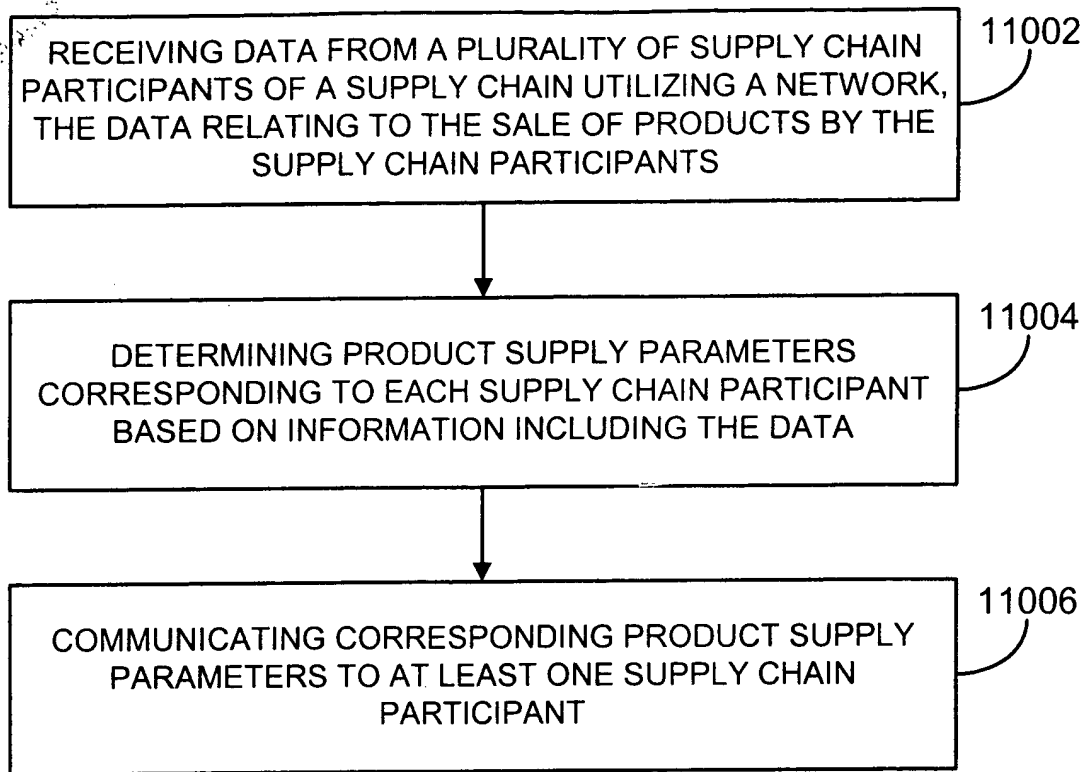 RECEIVING DATA FROM A PLURALITY OF SUPPLY CHAIN
PARTICIPANTS OF A SUPPLY CHAIN UTILIZING A NETWORK,
THE DATA RELATING TO THE SALE OF PRODUCTS BY THE
SUPPLY CHAIN PARTICIPANTS
11002
DETERMINING PRODUCT SUPPLY PARAMETERS
CORRESPONDING TO EACH SUPPLY CHAIN PARTICIPANT
BASED ON INFORMATION INCLUDING THE DATA
11004
COMMUNICATING CORRESPONDING PRODUCT SUPPLY
PARAMETERS TO AT LEAST ONE SUPPLY CHAIN
PARTICIPANT
11006